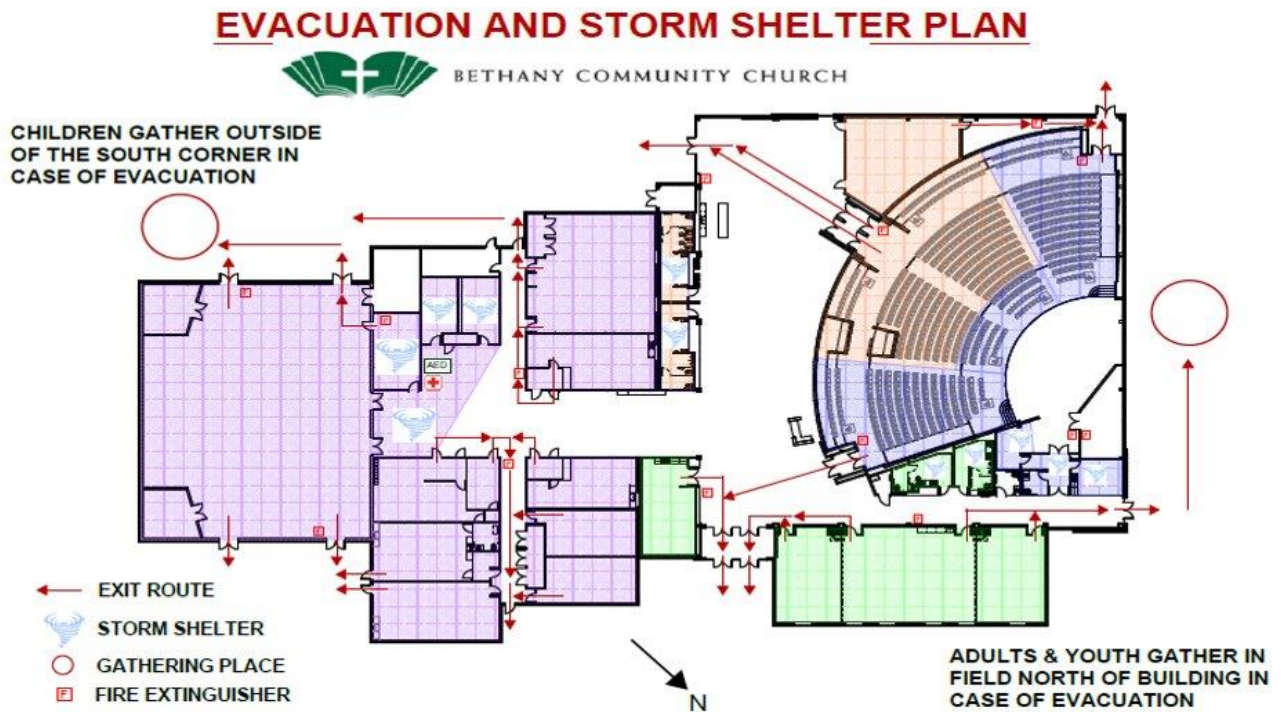 EVACUATION AND STORM SHELTER PLAN
BETHANY COMMUNITY CHURCH
CHILDREN GATHER OUTSIDE
OF THE SOUTH CORNER IN
CASE OF EVACUATION
F
F
F
F
F
F
AED
F
F
F
F
F
F
F
F
EXIT ROUTE
STORM SHELTER
GATHERING PLACE
F FIRE EXTINGUISHER
N
ADULTS & YOUTH GATHER IN
FIELD NORTH OF BUILDING IN
CASE OF EVACUATION